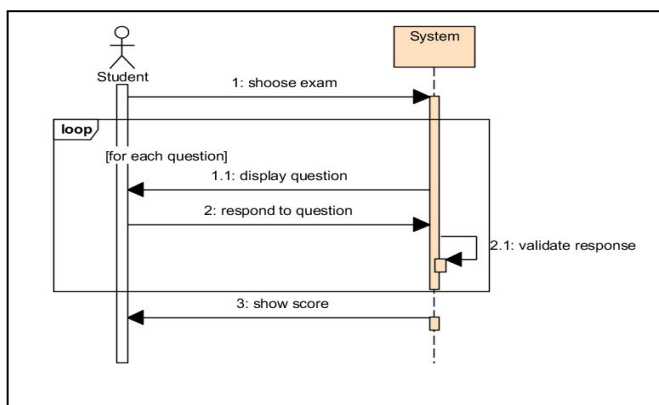 System
Student
1: shoose exam
loop
[for each question]
1.1: display question
2: respond to question
2.1: validate response
3: show score